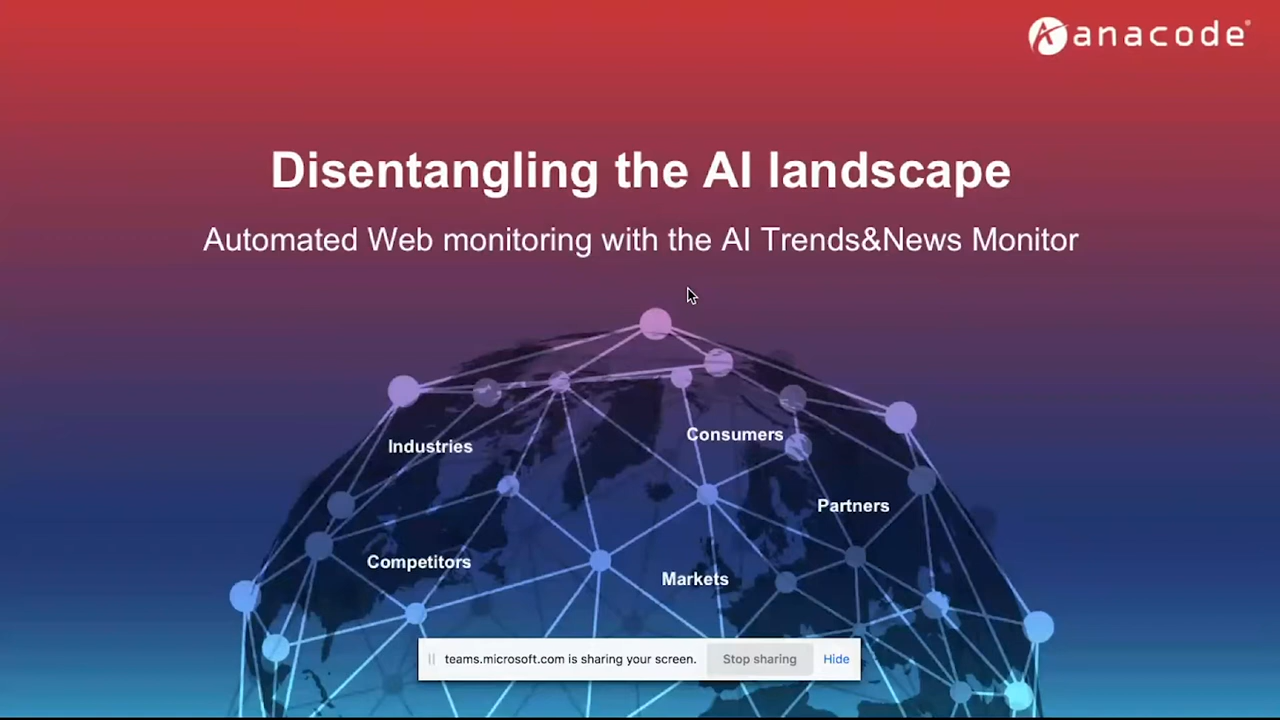 anacode®
Disentangling the AI landscape
Automated Web monitoring with the AI Trends&News Monitor
Consumers
Industries
Partners
Competitors
Markets
teams.microsoft.com is sharing your screen. Stop sharing Hide